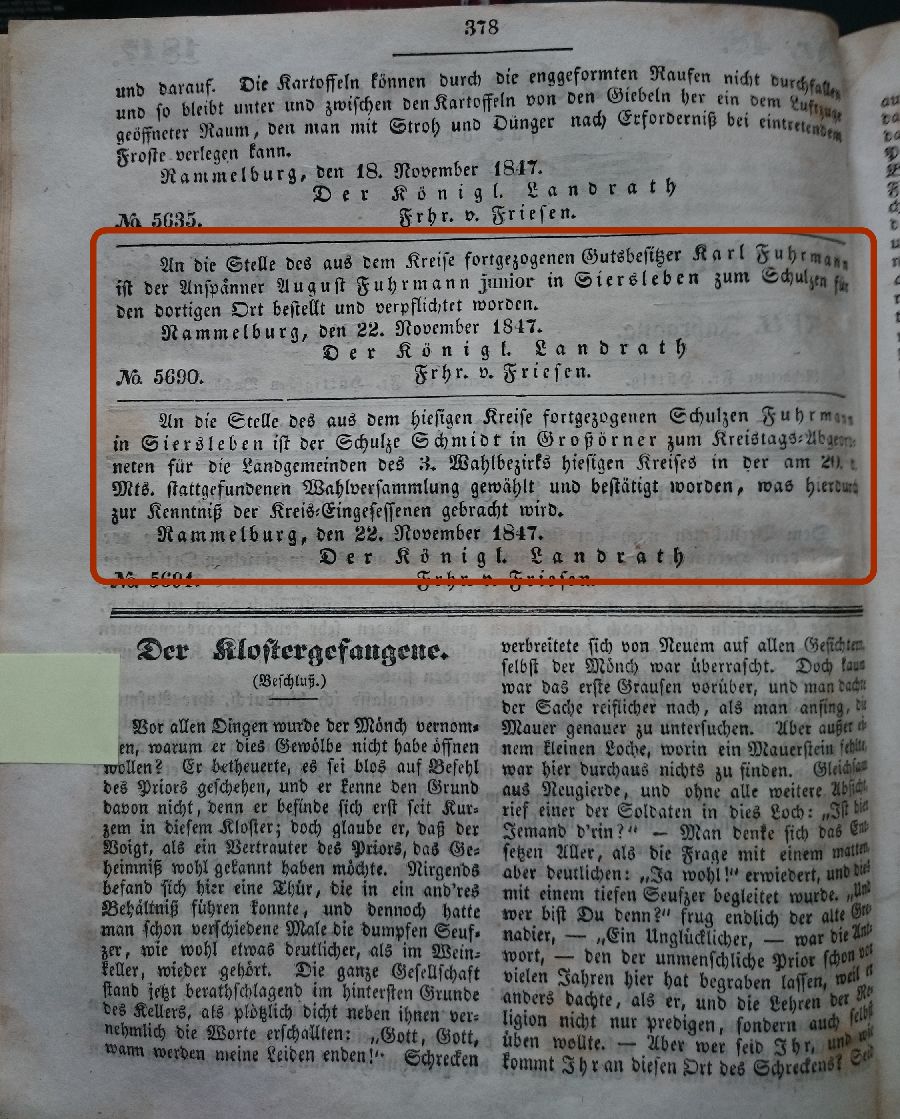 378
und darauf. Die Kartoffeln können durch die enggeformten Raufen nicht durchfallen
und so bleibt unter und zwischen den Kartoffeln von den Giebeln her ein dem Luftzuge
geöffneter Raum, den man mit Stroh und Dünger nach Erforderniß bei eintretendem
Froste verlegen kann.
Rammelburg, den 18. November 1847.
Der Königl. Landrath
No. 5635. Frhr. v. Friesen.
An die Stelle des aus dem Kreise fortgezogenen Gutsbesitzer Karl Fuhrmann
ist der Anspänner August Fuhrmann junior in Siersleben zum Schulzen für
den dortigen Ort bestellt und verpflichtet worden.
Rammelburg, den 22. November 1847.
Der Königl. Landrath
No. 5690. Frhr. v. Friesen.
An die Stelle des aus dem hiesigen Kreise fortgezogenen Schulzen Fuhrmann
in Siersleben ist der Schulze Schmidt in Großörner zum Kreistags-Abgeord-
neten für die Landgemeinden des 3. Wahlbezirks hiesigen Kreises in der am 20.
Mts. stattgefundenen Wahlversammlung gewählt und bestätigt worden, was hierdurch
zur Kenntniß der Kreis-Eingesessenen gebracht wird.
Rammelburg, den 22. November 1847.
Der Königl. Landrath
No. 5691. Frhr. v. Friesen.
Der Klostergefangene.
(Beschluß.)
Vor allen Dingen wurde der Mönch vernom-
en, warum er dies Gewölbe nicht habe öffnen
wollen? Er betheuerte, es sei blos auf Befehl
des Priors geschehen, und er kenne den Grund
davon nicht, denn er befinde sich erst seit Kur-
zem in diesem Kloster; doch glaube er, daß der
Voigt, als ein Vertrauter des Priors, das Ge-
heimniß wohl gekannt haben möchte. Nirgends
befand sich hier eine Thür, die in ein and'res
Behältniß führen konnte, und dennoch hatte
man schon verschiedene Male die dumpfen Seuf-
zer, wie wohl etwas deutlicher, als im Wein-
keller, wieder gehört. Die ganze Gesellschaft
stand jetzt berathschlagend im hintersten Grunde
des Kellers, als plötzlich dicht neben ihnen ver-
nehmlich die Worte erschallten: „Gott, Gott,
wann werden meine Leiden enden!“ Schrecken
verbreitete sich von Neuem auf allen Gesichtern,
selbst der Mönch war überrascht. Doch kaum
war das erste Grausen vorüber, und man dachte
der Sache reiflicher nach, als man anfing, die
Mauer genauer zu untersuchen. Aber außer ei-
nem kleinen Loche, worin ein Mauerstein fehlte,
war hier durchaus nichts zu finden. Gleichsam
aus Neugierde, und ohne alle weitere Absicht,
rief einer der Soldaten in dies Loch: „Ist hier
Jemand d'rin?“ — Man denke sich das Ent-
setzen Aller, als die Frage mit einem matten,
aber deutlichen: „Ja wohl!“ erwiedert, und dies
mit einem tiefen Seufzer begleitet wurde. „Und
wer bist Du denn?“ frug endlich der alte Gre-
nadier, — „Ein Unglücklicher, — war die Ant-
wort, — den der unmenschliche Prior schon vor
vielen Jahren hier hat begraben lassen, weil er
anders dachte, als er, und die Lehren der Re-
ligion nicht nur predigen, sondern auch selbst
üben wollte. — Aber wer seid Ihr, und wie
kommt Ihr an diesen Ort des Schreckens? Seid